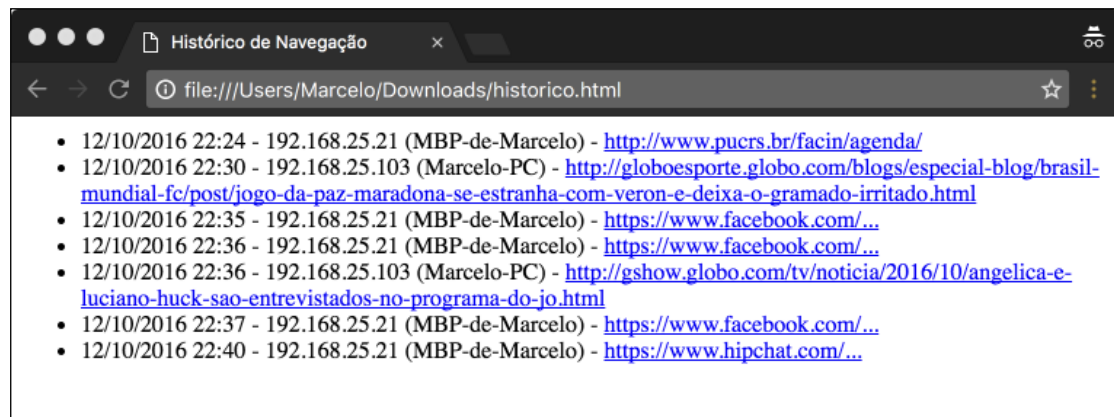 Histórico de Navegação
file:///Users/Marcelo/Downloads/historico.html
• 12/10/2016 22:24 - 192.168.25.21 (MBP-de-Marcelo) - http://www.pucrs.br/facin/agenda/
• 12/10/2016 22:30 - 192.168.25.103 (Marcelo-PC) - http://globoesporte.globo.com/blogs/especial-blog/brasil-
mundial-fc/post/jogo-da-paz-maradona-se-estranha-com-veron-e-deixa-o-gramado-irritado.html
• 12/10/2016 22:35 - 192.168.25.21 (MBP-de-Marcelo) - https://www.facebook.com/...
• 12/10/2016 22:36 - 192.168.25.21 (MBP-de-Marcelo) - https://www.facebook.com/...
• 12/10/2016 22:36 - 192.168.25.103 (Marcelo-PC) - http://gshow.globo.com/tv/noticia/2016/10/angelica-e-
luciano-huck-sao-entrevistados-no-programa-do-jo.html
• 12/10/2016 22:37 - 192.168.25.21 (MBP-de-Marcelo) - https://www.facebook.com/...
• 12/10/2016 22:40 - 192.168.25.21 (MBP-de-Marcelo) - https://www.hipchat.com/...